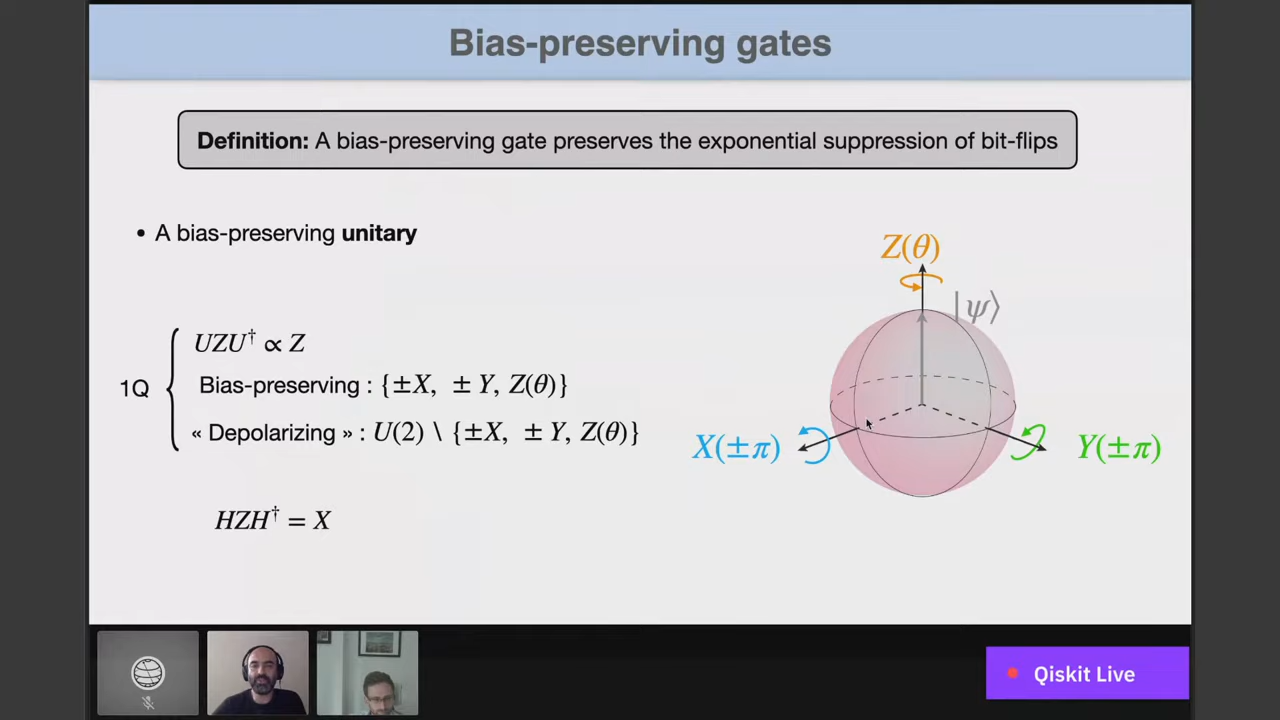 Bias-preserving gates
Definition: A bias-preserving gate preserves the exponential suppression of bit-flips
• A bias-preserving unitary
Z(θ)
|ψ⟩
UZU† ∝ Z
1Q
Bias-preserving : {±X, ± Y, Z(θ)}
« Depolarizing » : U(2) \ {±X, ± Y, Z(θ)}
X(±π)
Y(±π)
HZH† = X
Qiskit Live